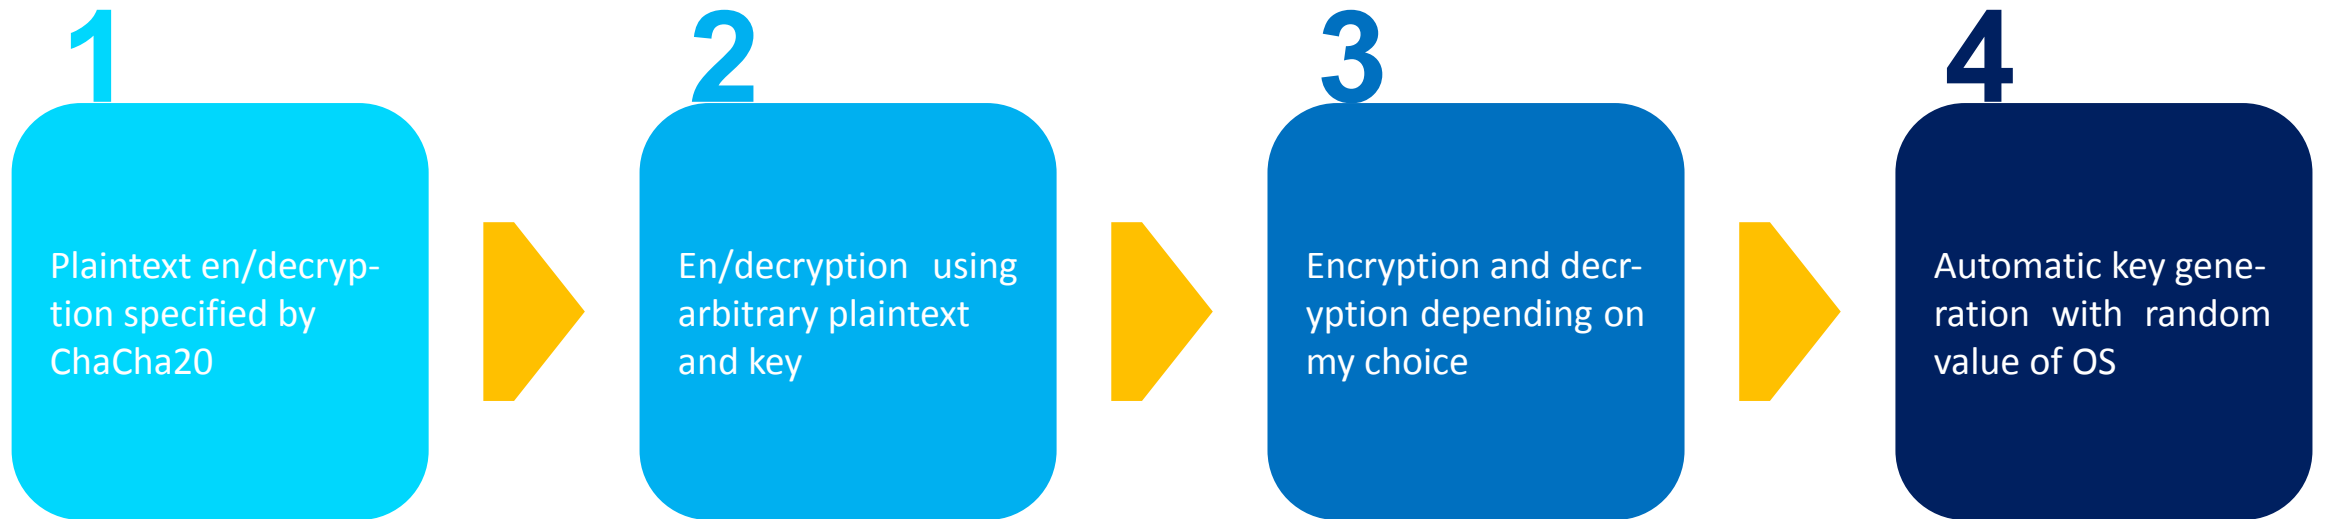 1
Plaintext en/decryp-
tion specified by
ChaCha20
2
En/decryption using
arbitrary plaintext
and key
3
Encryption and decr-
yption depending on
my choice
4
Automatic key gene-
ration with random
value of OS